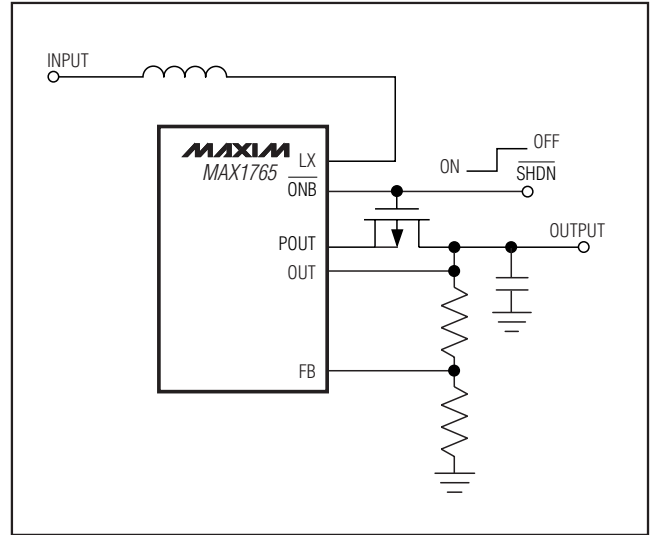 INPUT
MAXIM
MAX1765
LX
ONB
POUT
OUT
FB
ON
OFF
SHDN
OUTPUT